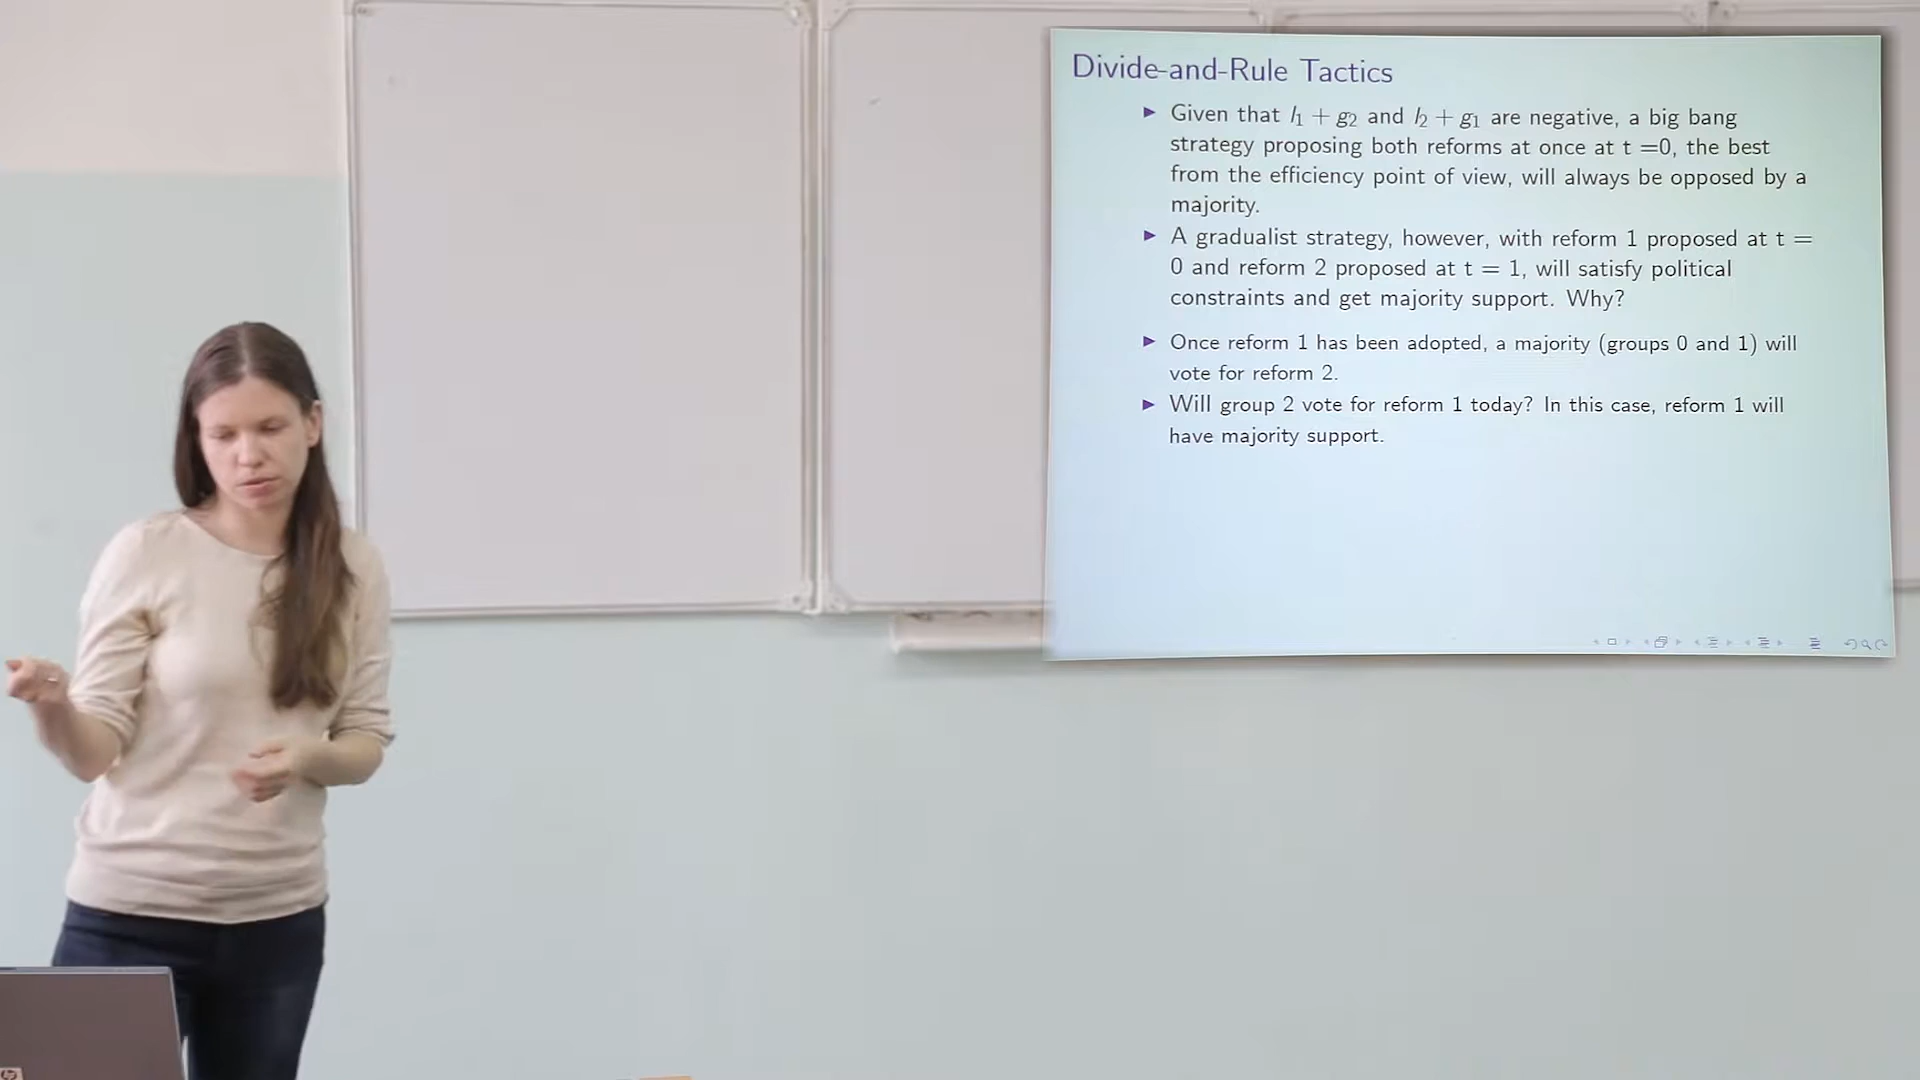 Divide-and-Rule Tactics
▶ Given that l₁ + g₂ and l₂ + g₁ are negative, a big bang
strategy proposing both reforms at once at t =0, the best
from the efficiency point of view, will always be opposed by a
majority.
▶ A gradualist strategy, however, with reform 1 proposed at t =
0 and reform 2 proposed at t = 1, will satisfy political
constraints and get majority support. Why?
▶ Once reform 1 has been adopted, a majority (groups 0 and 1) will
vote for reform 2.
▶ Will group 2 vote for reform 1 today? In this case, reform 1 will
have majority support.
hp